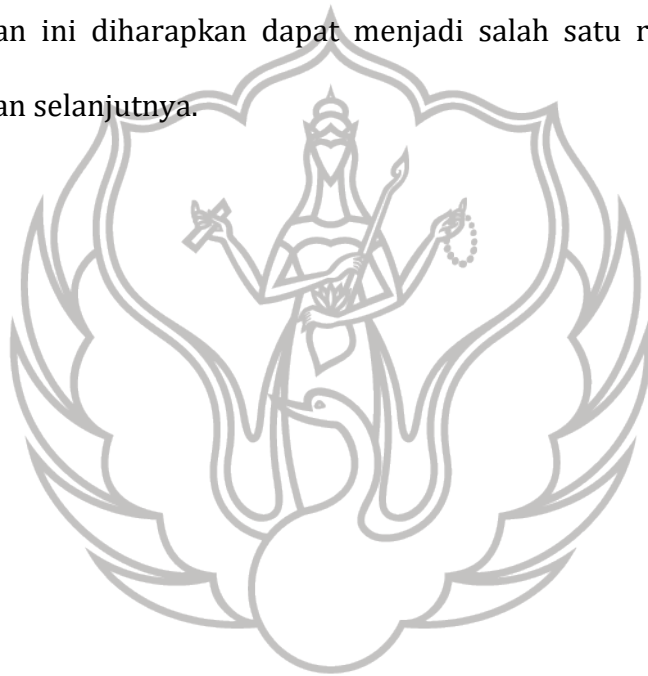 an ini diharapkan dapat menjadi salah satu r
an selanjutnya.